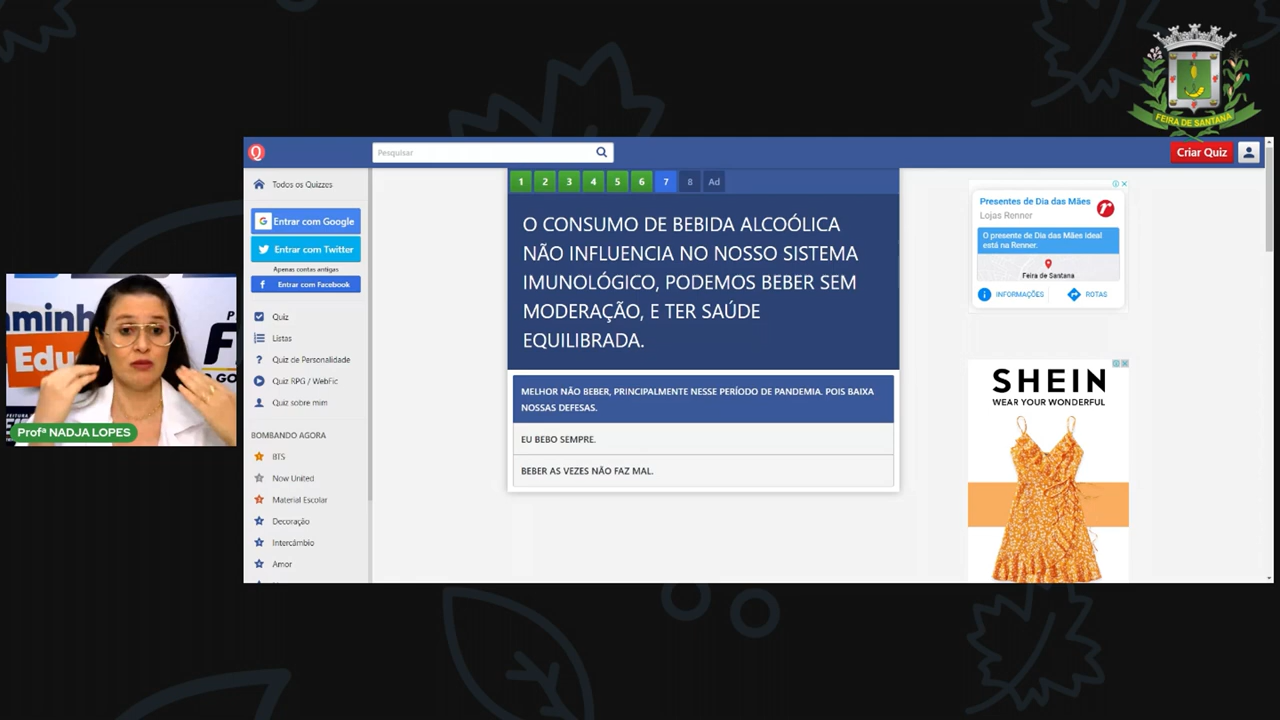 FEIRA DE SANTANA
Q
Pesquisar
Criar Quiz
Todos os Quizzes
G Entrar com Google
Entrar com Twitter
Apenas contas antigas
Entrar com Facebook
Quiz
Listas
Quiz de Personalidade
Quiz RPG / WebFic
Quiz sobre mim
BOMBANDO AGORA
BTS
Now United
Material Escolar
Decoração
Intercâmbio
Amor
1 2 3 4 5 6 7 8 Ad
O CONSUMO DE BEBIDA ALCOÓLICA
NÃO INFLUENCIA NO NOSSO SISTEMA
IMUNOLÓGICO, PODEMOS BEBER SEM
MODERAÇÃO, E TER SAÚDE
EQUILIBRADA.
MELHOR NÃO BEBER, PRINCIPALMENTE NESSE PERÍODO DE PANDEMIA. POIS BAIXA
NOSSAS DEFESAS.
EU BEBO SEMPRE.
BEBER AS VEZES NÃO FAZ MAL.
Presentes de Dia das Mães
Lojas Renner
O presente de Dia das Mães ideal
está na Renner.
Feira de Santana
INFORMAÇÕES
ROTAS
SHEIN
WEAR YOUR WONDERFUL
Profª NADJA LOPES